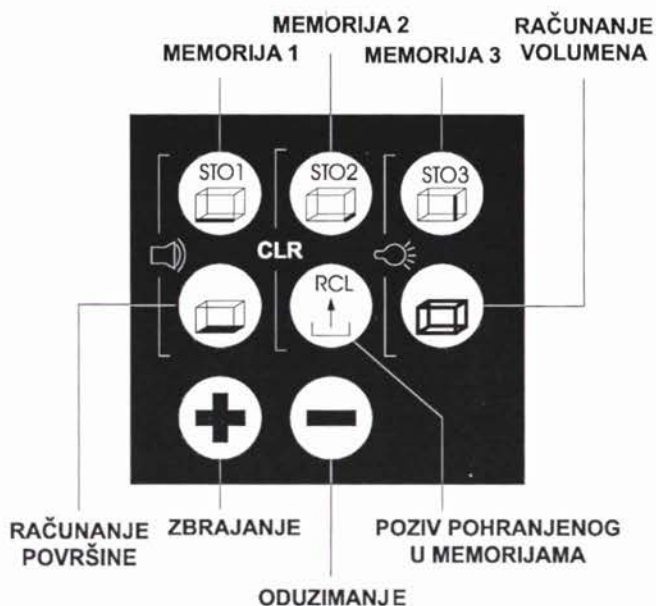 MEMORIJA 2
RAČUNANJE
VOLUMENA
MEMORIJA 1
MEMORIJA 3
STO1
STO2
STO3
CLR
RCL
RAČUNANJE
POVRŠINE
ZBRAJANJE
POZIV POHRANJENOG
U MEMORIJAMA
ODUZIMANJE